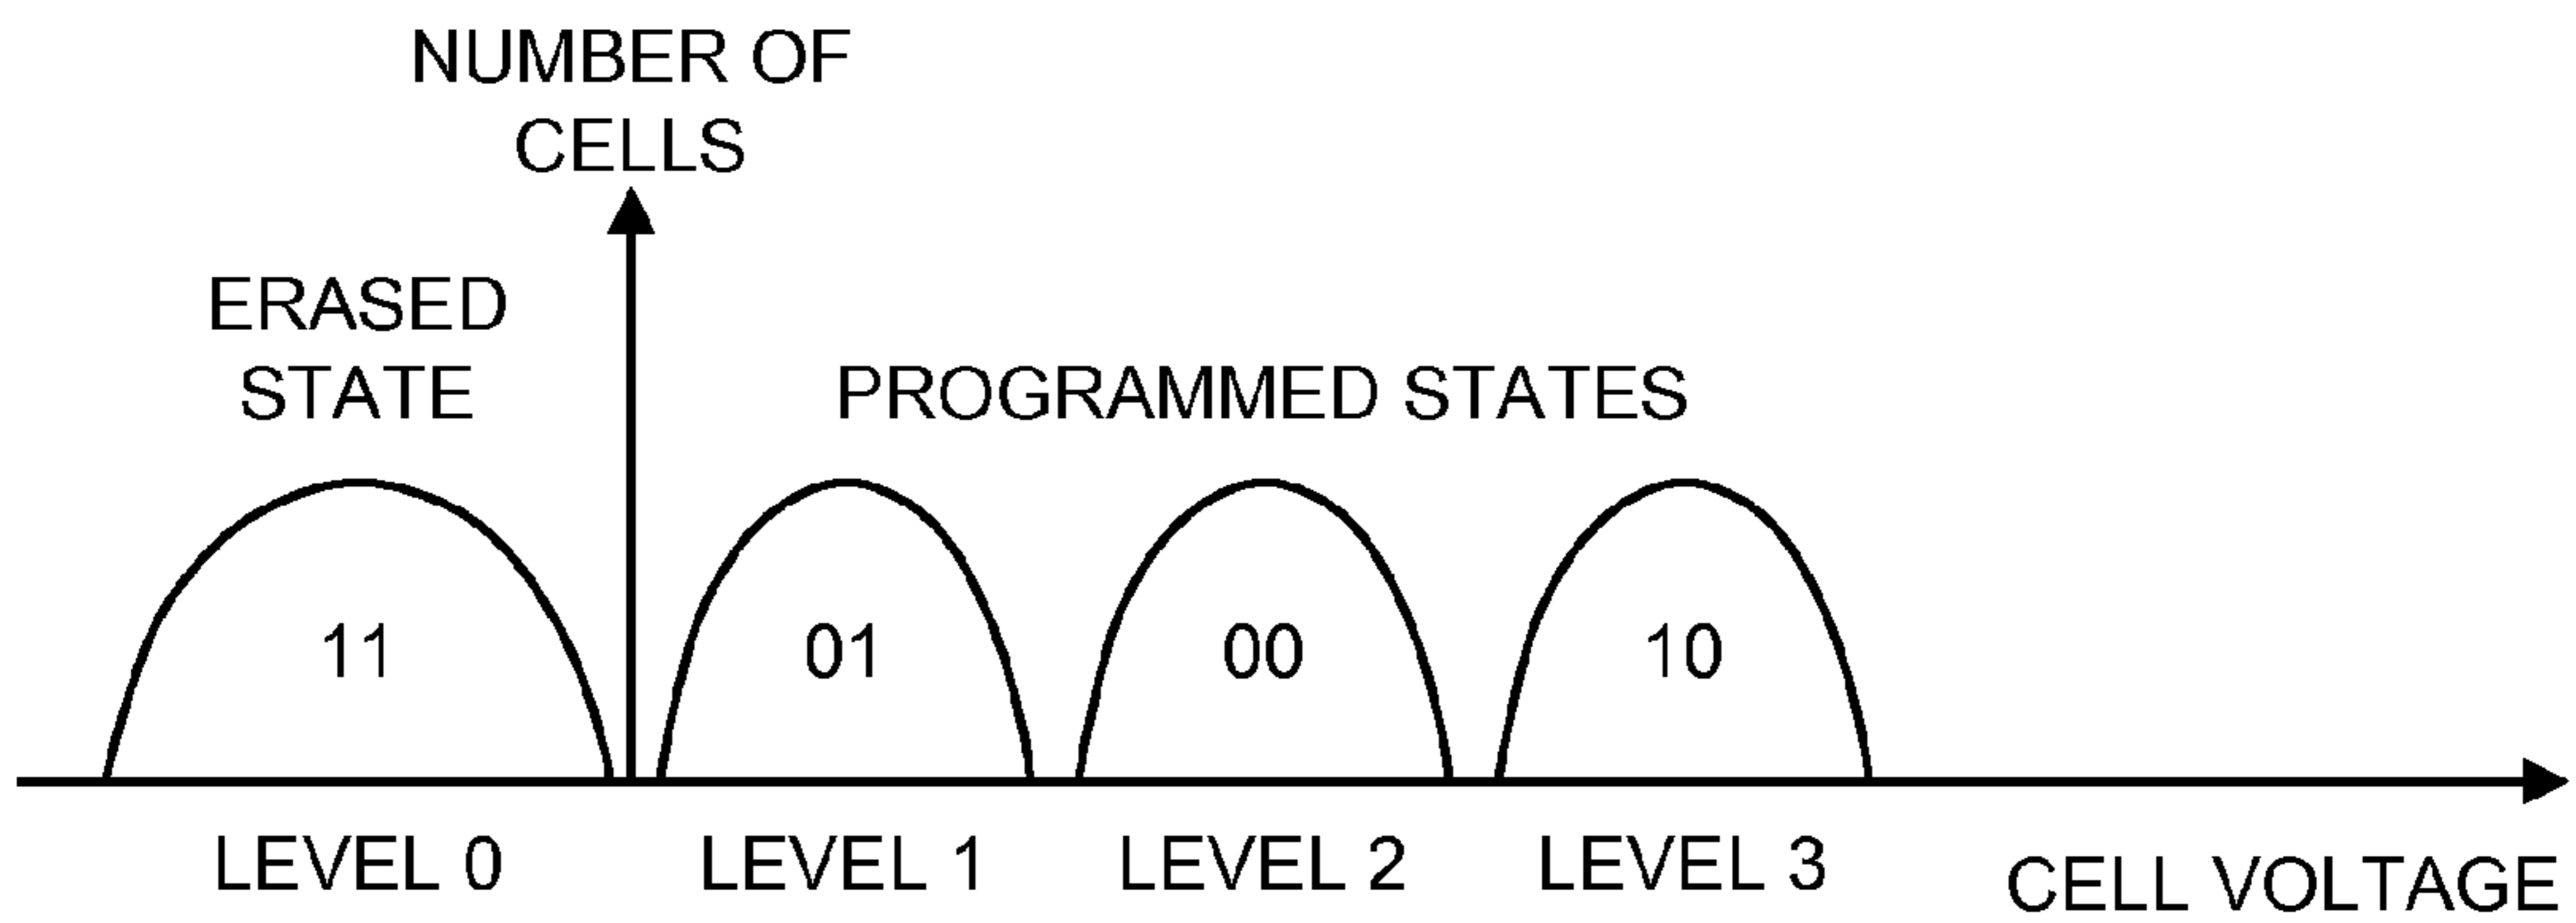 NUMBER OF
CELLS
ERASED
STATE
PROGRAMMED STATES
11
01
00
10
LEVEL 0
LEVEL 1
LEVEL 2
LEVEL 3
CELL VOLTAGE